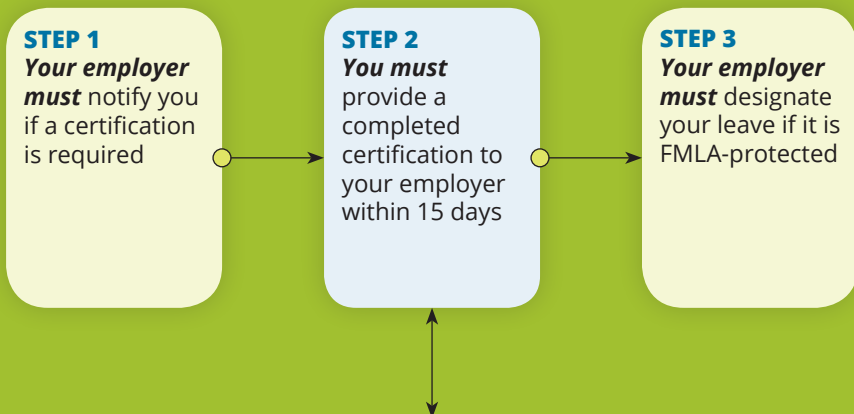 STEP 1
Your employer
must notify you
if a certification
is required
STEP 2
You must
provide a
completed
certification to
your employer
within 15 days
STEP 3
Your employer
must designate
your leave if it is
FMLA-protected